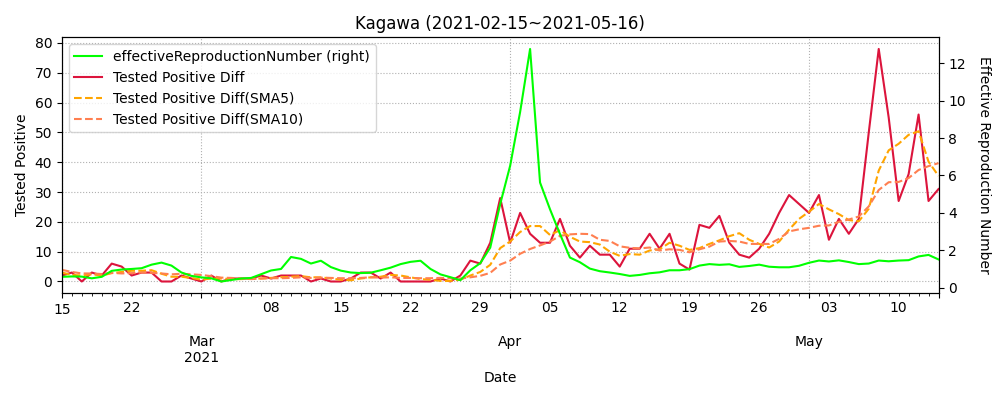 Kagawa (2021-02-15~2021-05-16)
effectiveReproductionNumber (right)
Tested Positive Diff
Tested Positive Diff(SMA5)
Tested Positive Diff(SMA10)
Tested Positive
80
70
60
50
40
30
20
10
0
Effective Reproduction Number
12
10
8
6
4
2
0
15 22 08 15 22 29 05 12 19 26 03 10
Mar Apr May
2021
Date